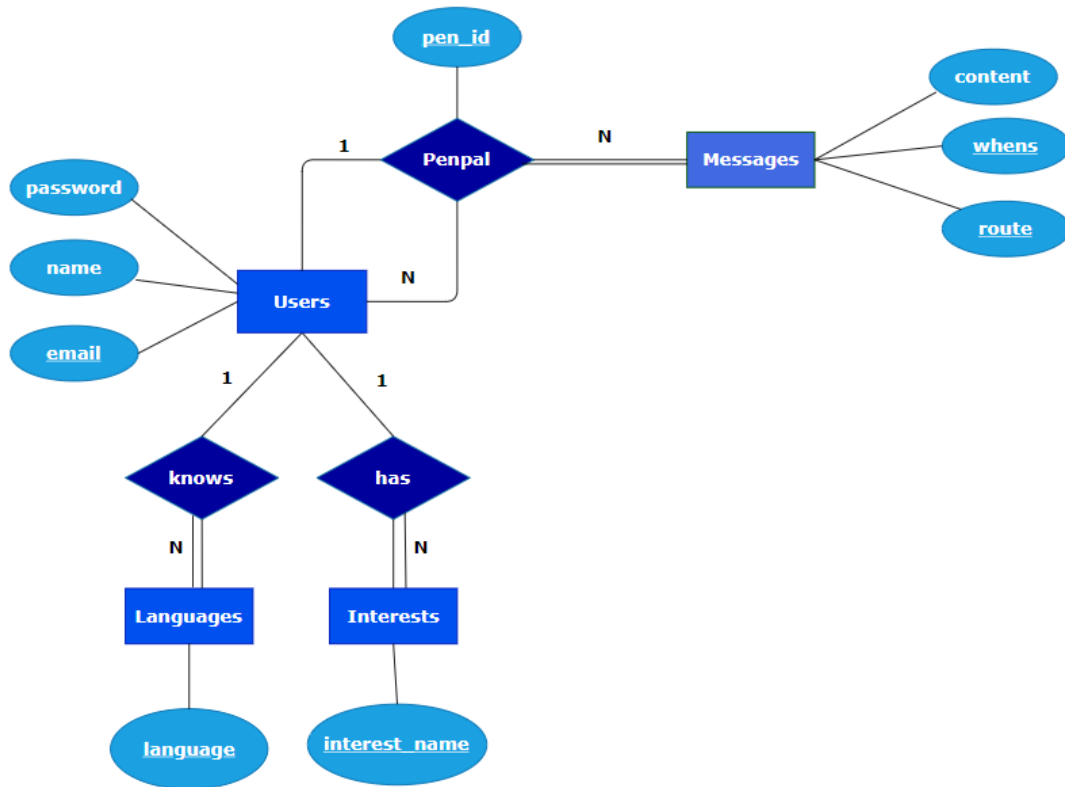 pen_id
content
1
N
Penpal
Messages
whens
password
route
name
N
Users
email
1
1
knows
has
N
N
Languages
Interests
language
interest_name